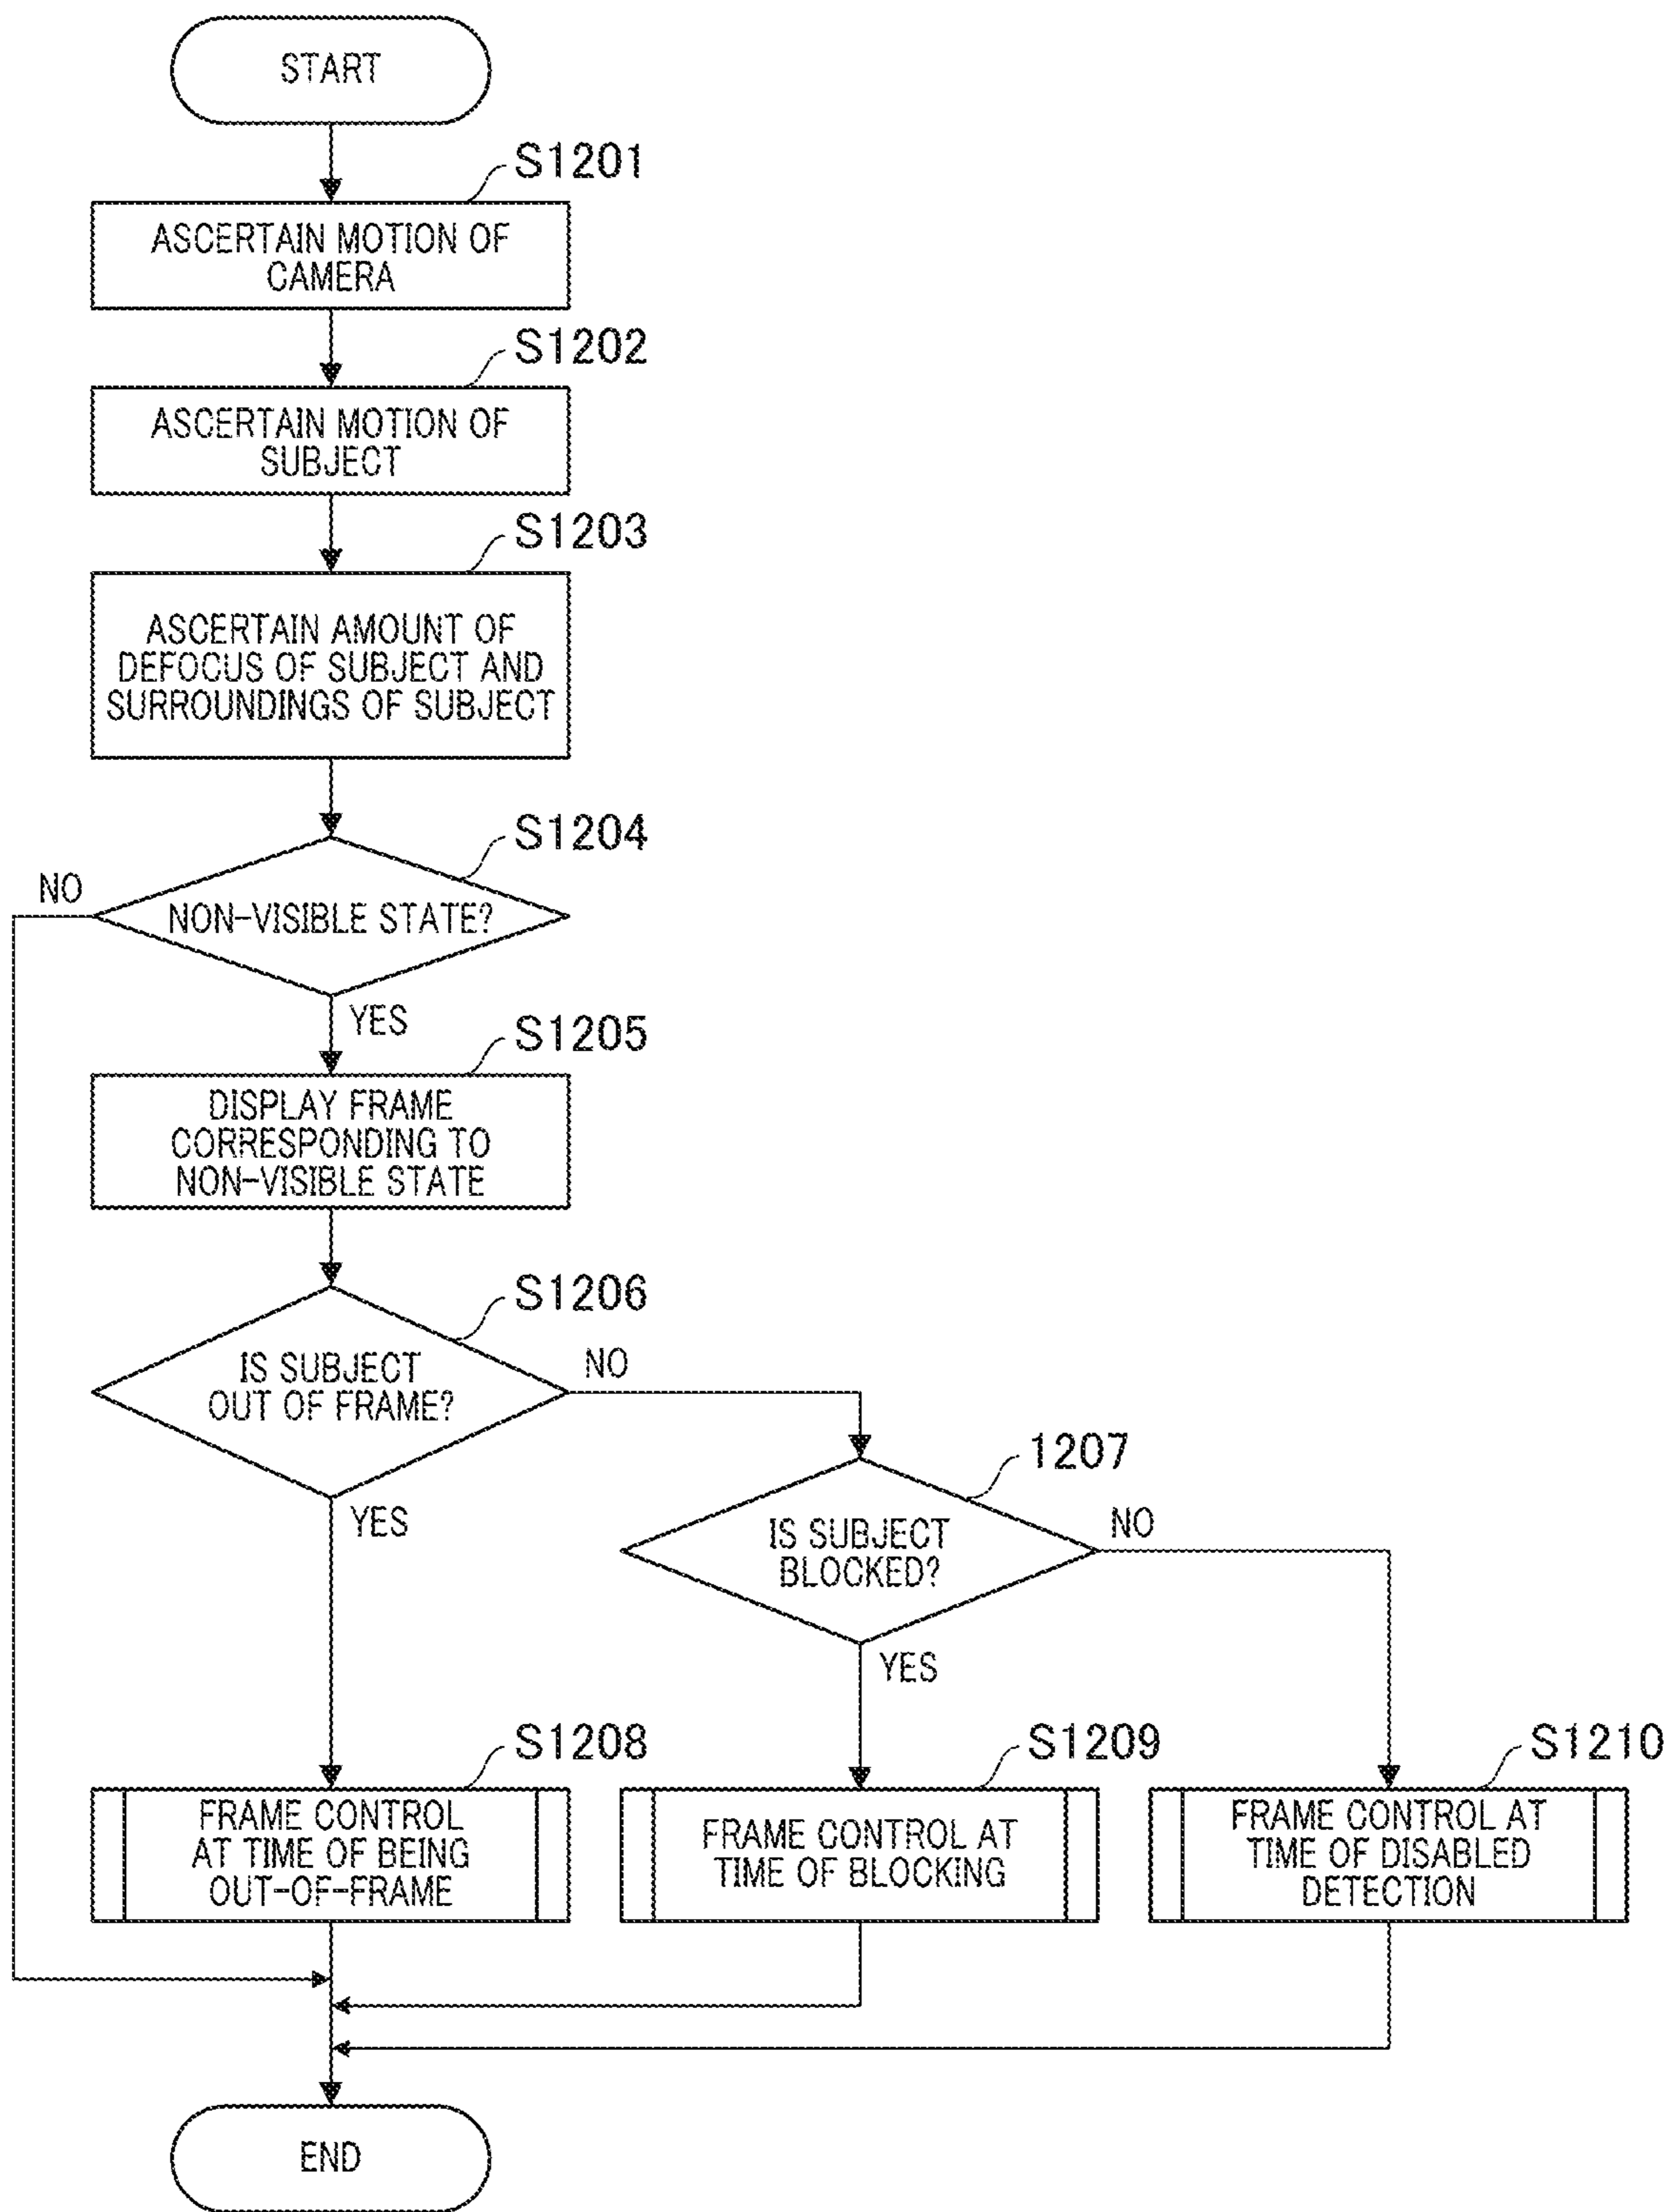 START
S1201
ASCERTAIN MOTION OF
CAMERA
S1202
ASCERTAIN MOTION OF
SUBJECT
S1203
ASCERTAIN AMOUNT OF
DEFOCUS OF SUBJECT AND
SURROUNDINGS OF SUBJECT
S1204
NO
NON-VISIBLE STATE?
YES
S1205
DISPLAY FRAME
CORRESPONDING TO
NON-VISIBLE STATE
S1206
IS SUBJECT
OUT OF FRAME?
NO
YES
1207
IS SUBJECT
BLOCKED?
NO
YES
S1208
FRAME CONTROL
AT TIME OF BEING
OUT-OF-FRAME
S1209
FRAME CONTROL AT
TIME OF BLOCKING
S1210
FRAME CONTROL AT
TIME OF DISABLED
DETECTION
END